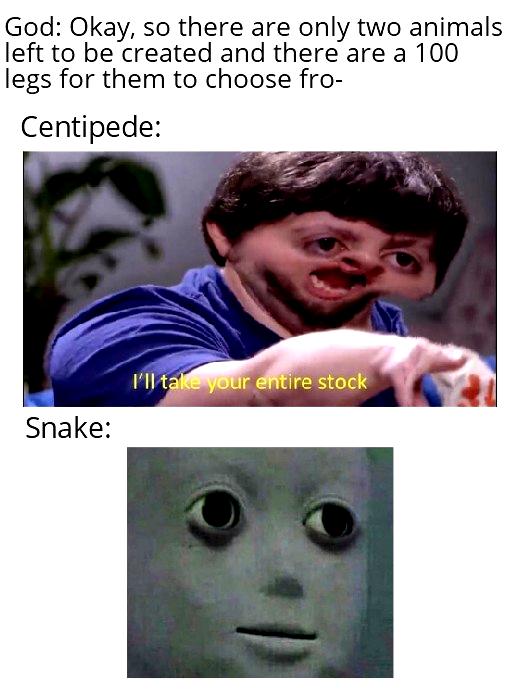 God: Okay, so there are only two animals
left to be created and there are a 100
legs for them to choose fro-
Centipede:
I'll take your entire stock
Snake: